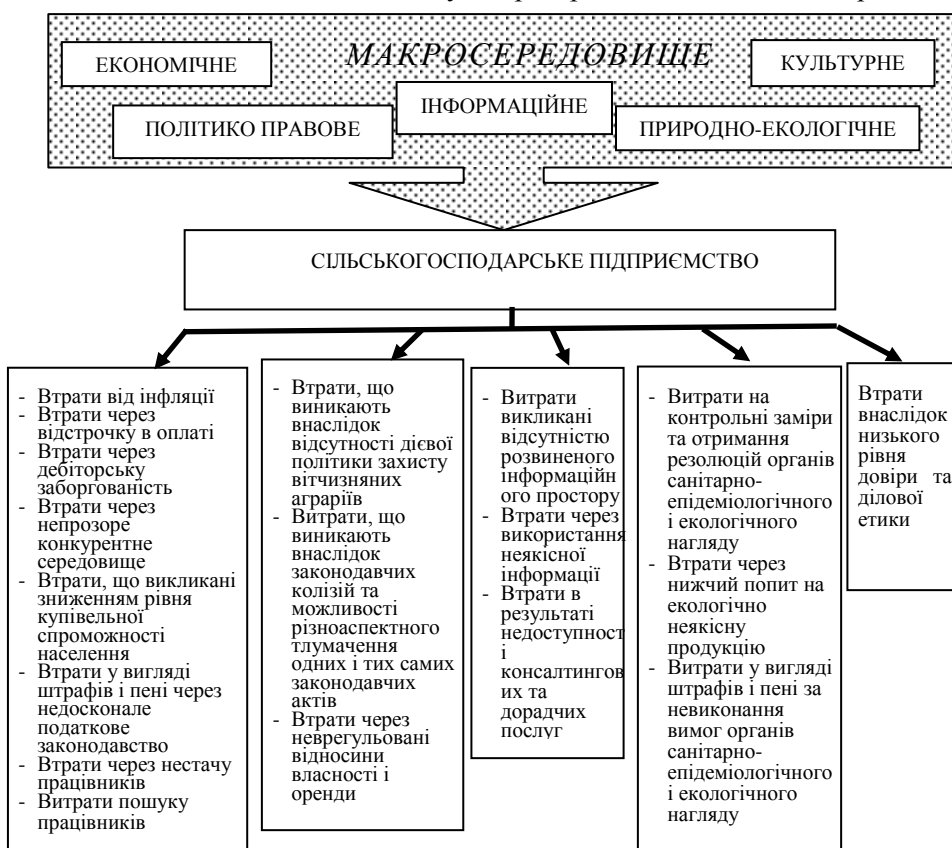 МАКРОСЕРЕДОВИЩЕ
ЕКОНОМІЧНЕ
КУЛЬТУРНЕ
ІНФОРМАЦІЙНЕ
ПОЛІТИКО ПРАВОВЕ
ПРИРОДНО-ЕКОЛОГІЧНЕ
СІЛЬСЬКОГОСПОДАРСЬКЕ ПІДПРИЄМСТВО
- Втрати від інфляції
- Втрати через
відстрочку в оплаті
- Втрати через
дебіторську
заборгованість
- Втрати через
непрозоре
конкурентне
середовище
- Втрати, що викликані
зниженням рівня
купівельної
спроможності
населення
- Втрати у вигляді
штрафів і пені через
недосконале
податкове
законодавство
- Втрати через нестачу
працівників
- Витрати пошуку
працівників
- Втрати, що
виникають
внаслідок
відсутності дієвої
політики захисту
вітчизняних
аграріїв
- Витрати, що
виникають
внаслідок
законодавчих
колізій та
можливості
різноаспектного
тлумачення
одних і тих самих
законодавчих
актів
- Втрати через
неврегульовані
відносини
власності і
оренди
- Витрати
викликані
відсутністю
розвиненого
інформаційн
ого простору
- Втрати через
використання
неякісної
інформації
- Втрати в
результаті
недоступност
і
консалтингов
их та
дорадчих
послуг
- Витрати на
контрольні заміри
та отримання
резолюцій органів
санітарно-
епідеміологічного
і екологічного
нагляду
- Втрати через
нижчий попит на
екологічно
неякісну
продукцію
- Витрати у вигляді
штрафів і пені за
невиконання
вимог органів
санітарно-
епідеміологічного
і екологічного
нагляду
Втрати
внаслідок
низького
рівня
довіри та
ділової
етики